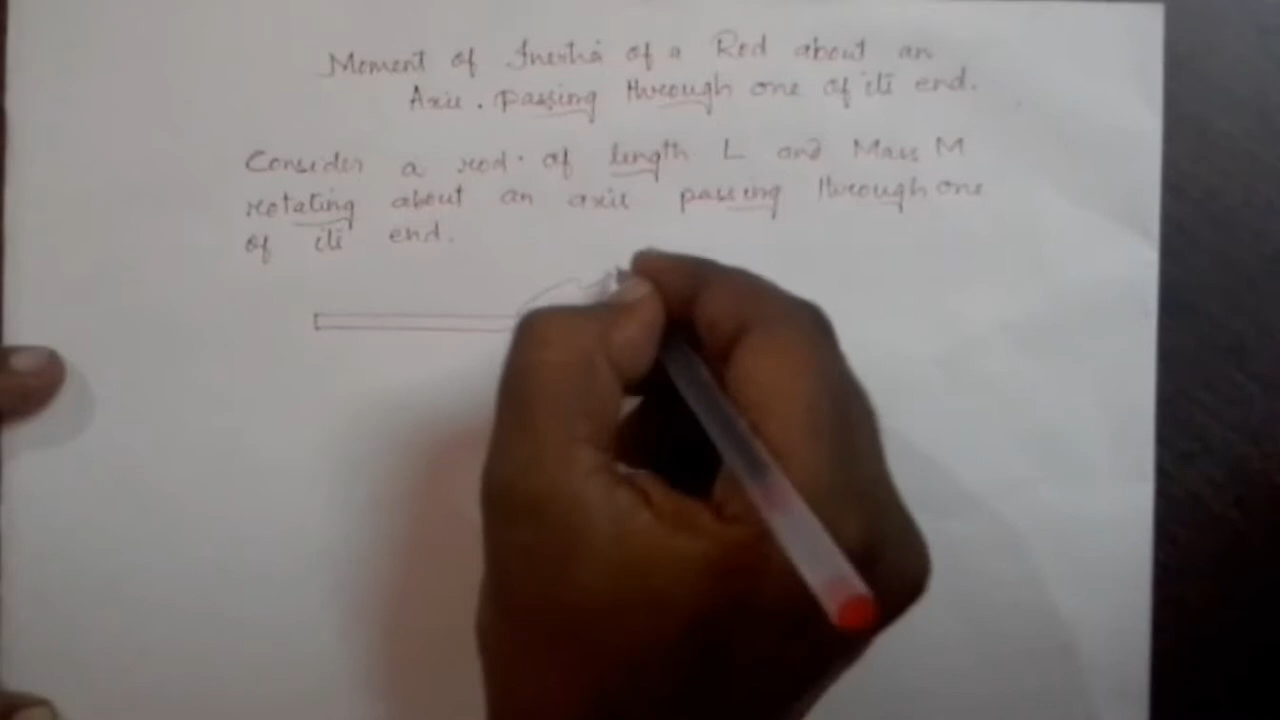 Moment of Inertia of a Rod about an
Axis. passing through one of its end.
Consider a rod. of length L and Mass M
rotating about an axis passing through one
of its end.